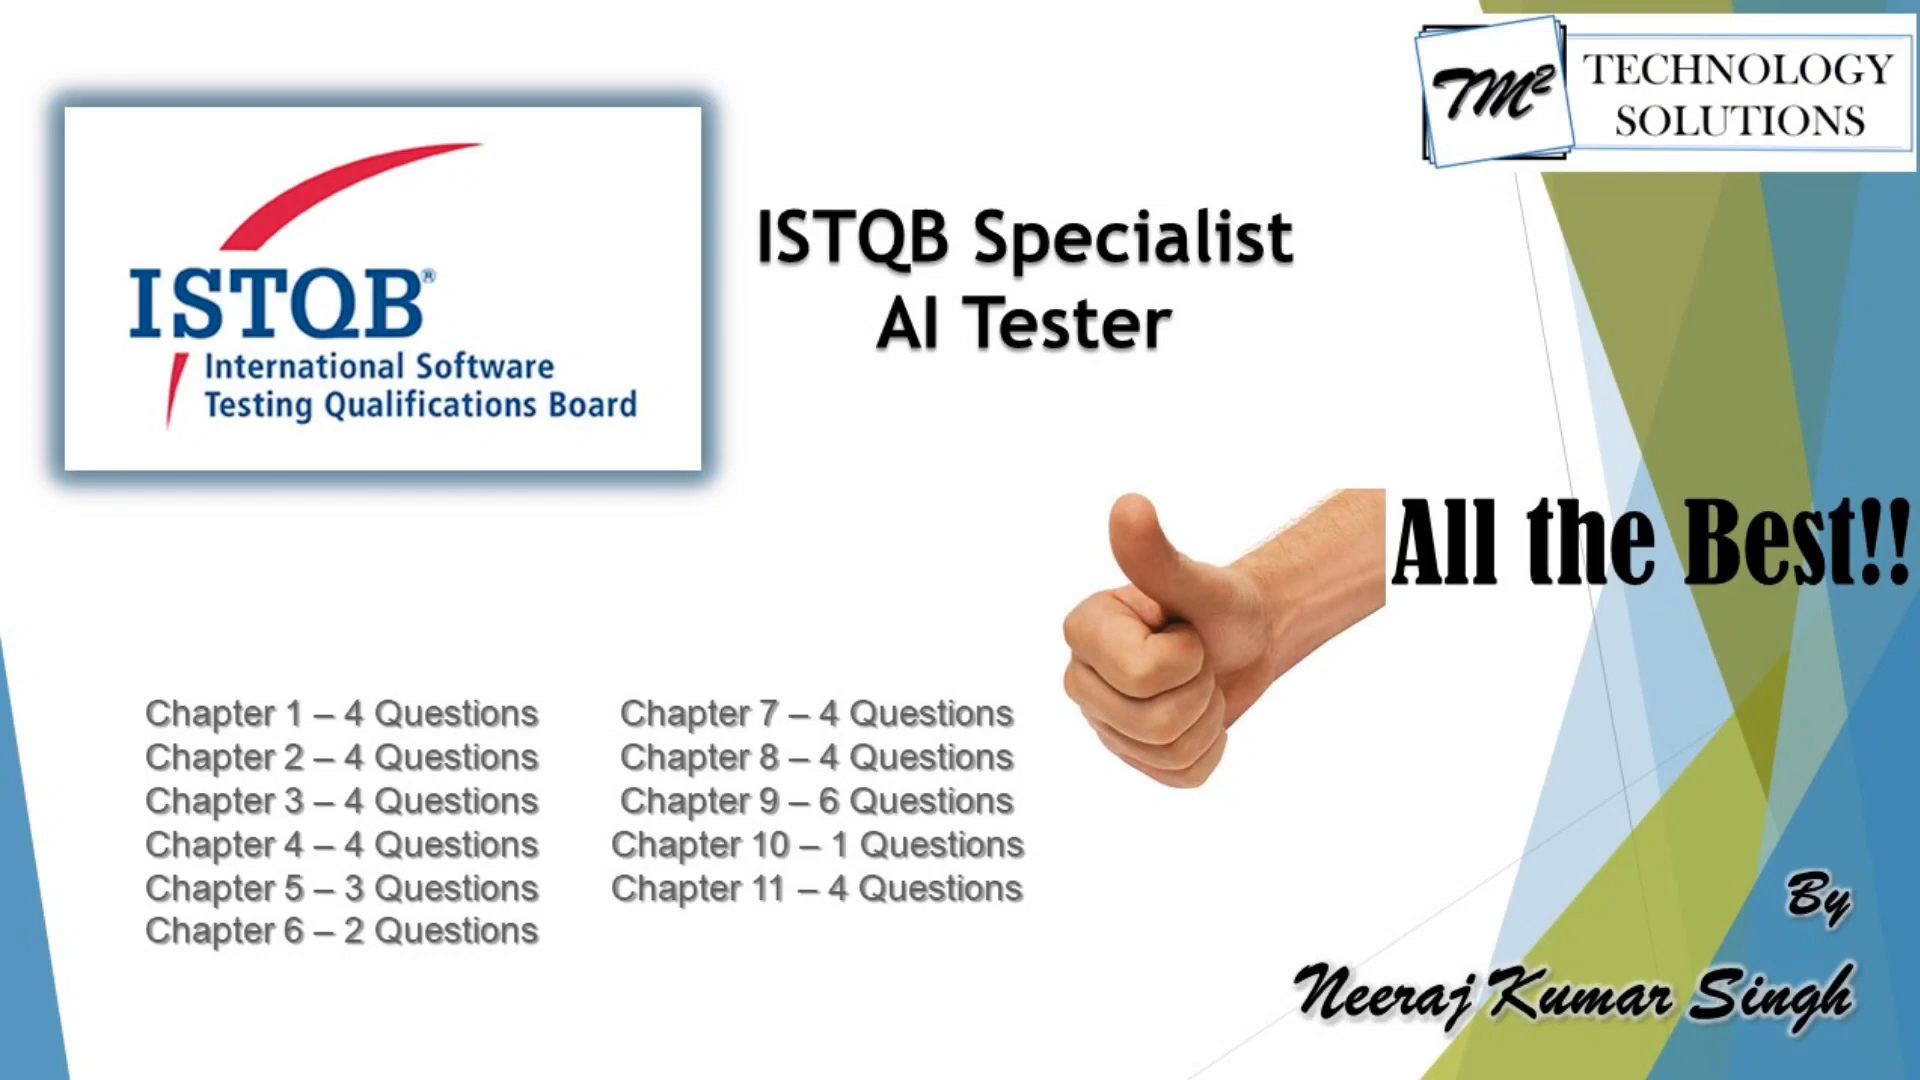 TM²
TECHNOLOGY
SOLUTIONS
ISTQB®
International Software
Testing Qualifications Board
ISTQB Specialist
AI Tester
All the Best!!
Chapter 1 – 4 Questions
Chapter 2 – 4 Questions
Chapter 3 – 4 Questions
Chapter 4 – 4 Questions
Chapter 5 – 3 Questions
Chapter 6 – 2 Questions
Chapter 7 – 4 Questions
Chapter 8 – 4 Questions
Chapter 9 – 6 Questions
Chapter 10 – 1 Questions
Chapter 11 – 4 Questions
By
Neeraj Kumar Singh